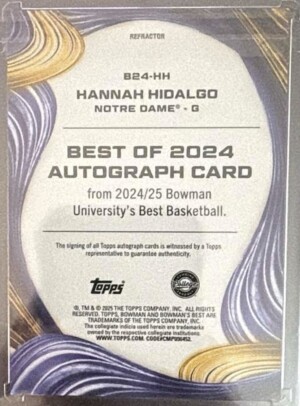 REFRACTOR
B24-HH
HANNAH HIDALGO
NOTRE DAME® - G
BEST OF 2024
AUTOGRAPH CARD
from 2024/25 Bowman
University's Best Basketball.
The signing of all Topps autograph cards is witnessed by a Topps
representative to guarantee authenticity.
Topps
®, TM & © 2025 THE TOPPS COMPANY, INC. ALL RIGHTS
RESERVED. TOPPS, BOWMAN AND BOWMAN'S BEST ARE
TRADEMARKS OF THE TOPPS COMPANY, INC.
The collegiate indicia used herein are trademarks
owned by the respective collegiate institutions.
WWW.TOPPS.COM.